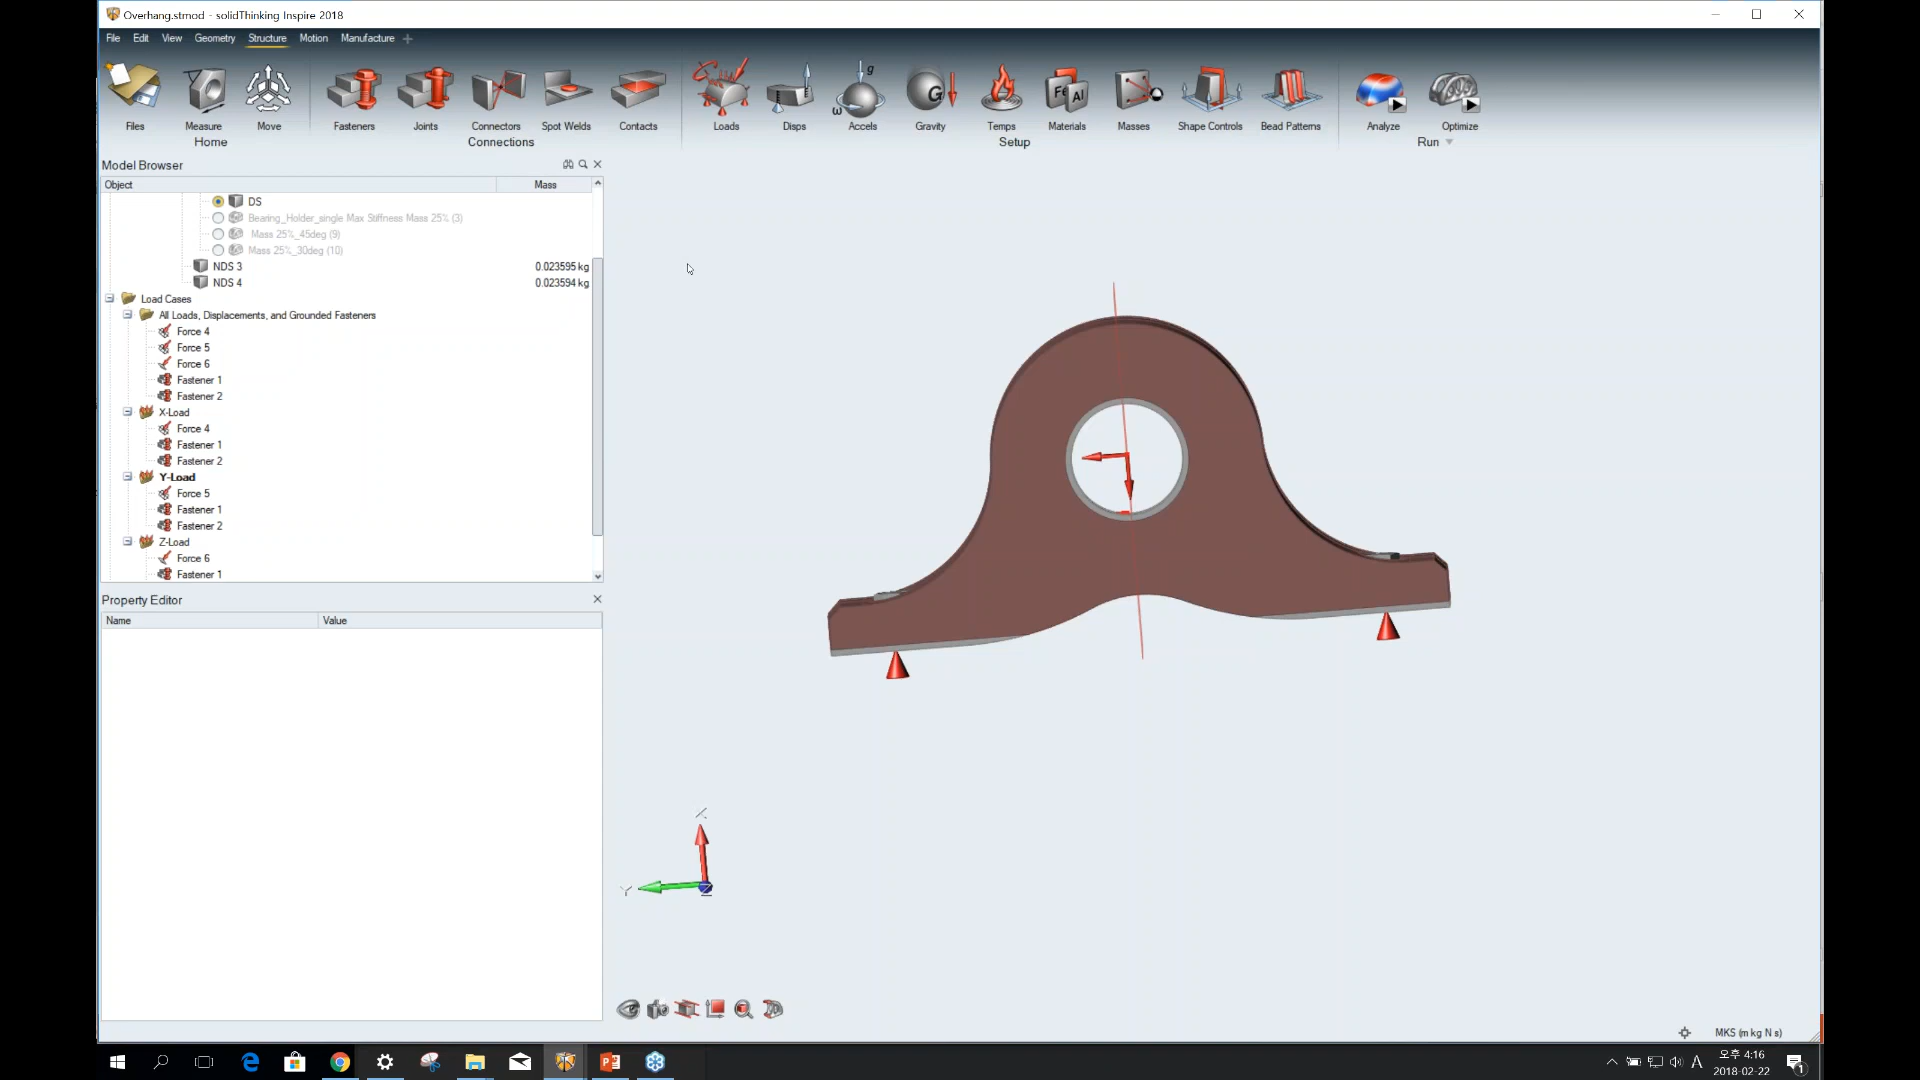 Overhang.stmod - solidThinking Inspire 2018
File Edit View Geometry Structure Motion Manufacture
G
g
ω
Fe
Al
Files Measure Move Fasteners Joints Connectors Spot Welds Contacts Loads Disps Accels Gravity Temps Materials Masses Shape Controls Bead Patterns Analyze Optimize
Home Connections Setup Run
Model Browser
Object Mass
DS
Bearing_Holder_single Max Stiffness Mass 25% (3)
Mass 25%_45deg (9)
Mass 25%_30deg (10)
NDS 3 0.023595 kg
NDS 4 0.023594 kg
Load Cases
All Loads, Displacements, and Grounded Fasteners
Force 4
Force 5
Force 6
Fastener 1
Fastener 2
X-Load
Force 4
Fastener 1
Fastener 2
Y-Load
Force 5
Fastener 1
Fastener 2
Z-Load
Force 6
Fastener 1
Property Editor
Name Value
X
Y
Z
MKS (m kg N s)
A
오후 4:16
2018-02-22
1